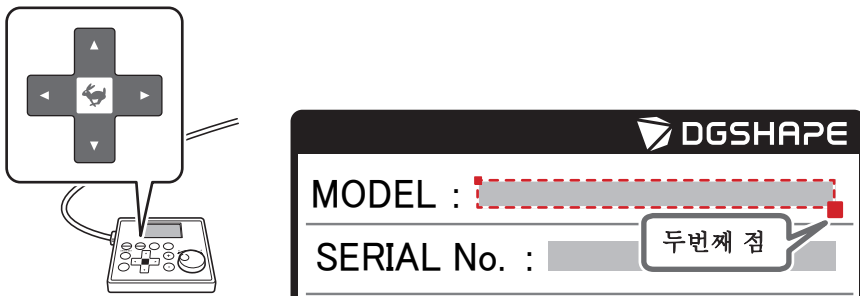 DGSHAPE
MODEL :
SERIAL No. :
두번째 점